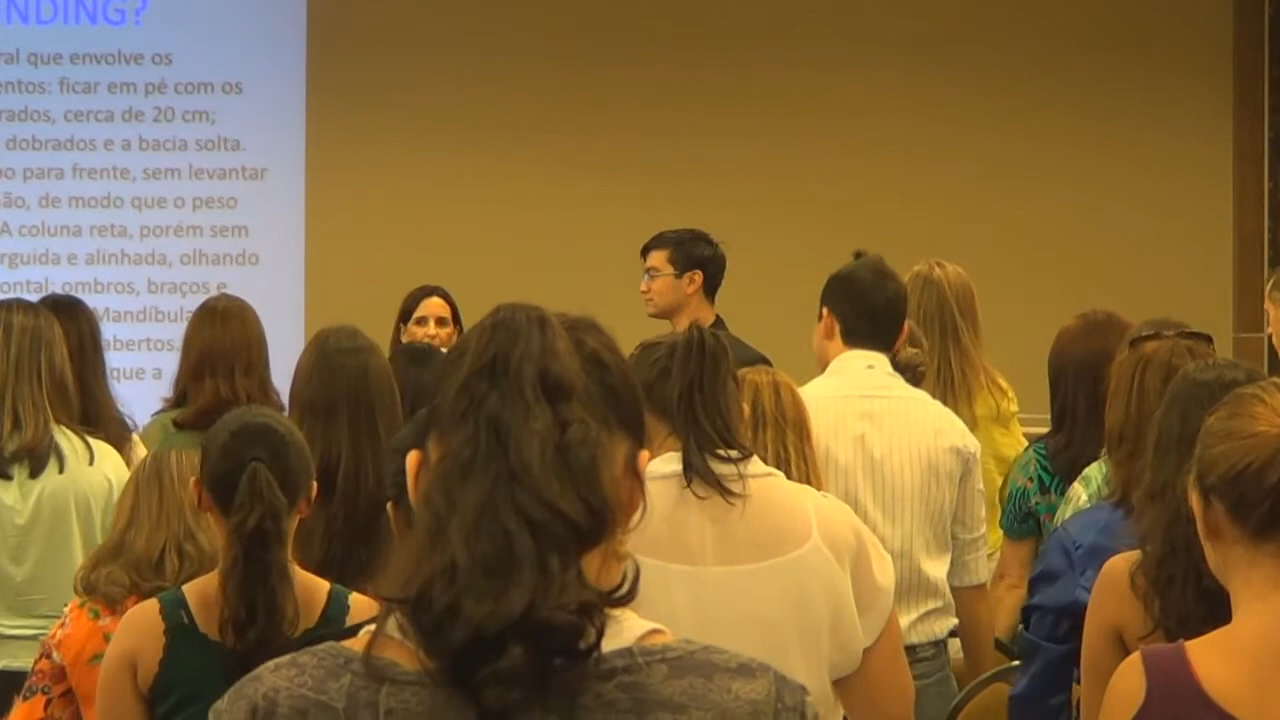 NDING?
ral que envolve os
entos: ficar em pé com os
rados, cerca de 20 cm;
dobrados e a bacia solta.
po para frente, sem levantar
ão, de modo que o peso
A coluna reta, porém sem
rguida e alinhada, olhando
ontal; ombros, braços e
Mandíbula
abertos.
que a